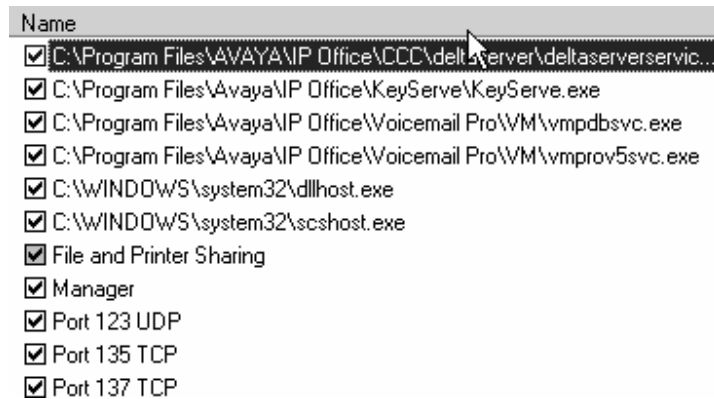 Name
C:\Program Files\AVAYA\IP Office\CCC\deltaserver\deltaserverservic...
C:\Program Files\Avaya\IP Office\KeyServe\KeyServe.exe
C:\Program Files\Avaya\IP Office\Voicemail Pro\VM\vmpdbsvc.exe
C:\Program Files\Avaya\IP Office\Voicemail Pro\VM\vmprov5svc.exe
C:\WINDOWS\system32\dllhost.exe
C:\WINDOWS\system32\scshost.exe
File and Printer Sharing
Manager
Port 123 UDP
Port 135 TCP
Port 137 TCP